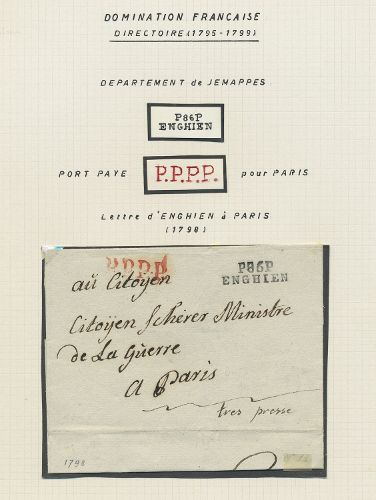 DOMINATION FRANCAISE
DIRECTOIRE (1795-1799)
DEPARTEMENT de JEMAPPES
P86P
ENGHIEN
PORT PAYE P.P.P.P. pour PARIS
Lettre d'ENGHIEN à PARIS
(1798)
P.P.P.P.
P86P
ENGHIEN
au Citoyen
Citoyen Scherer Ministre
de La Guerre
A Paris
tres pressé
1798